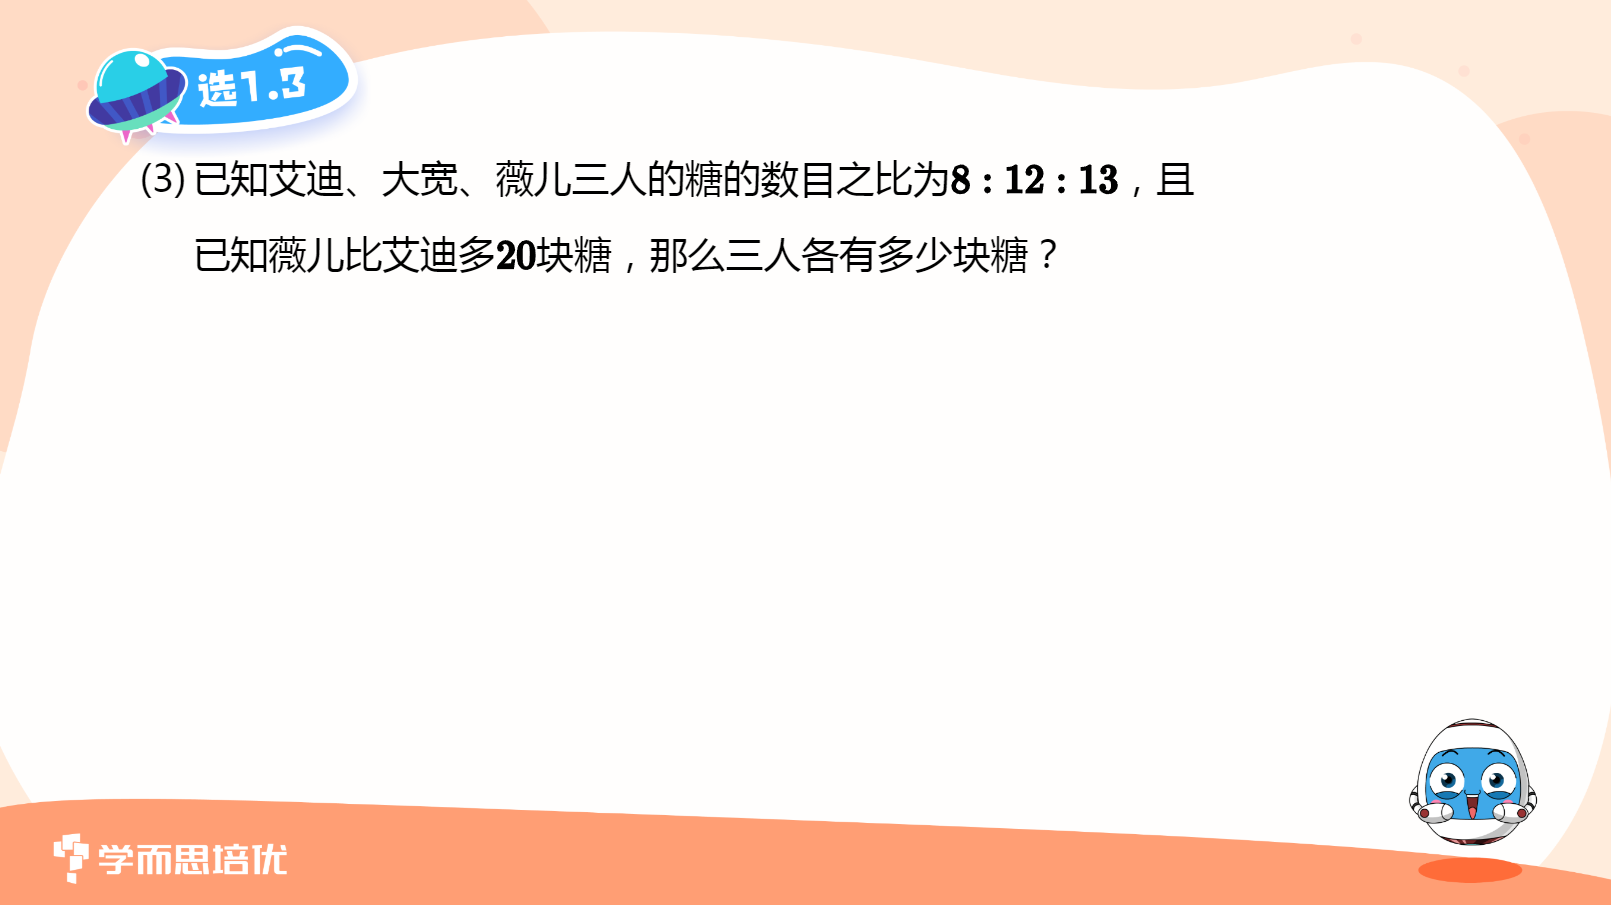 选1.3
(3) 已知艾迪、大宽、薇儿三人的糖的数目之比为8 : 12 : 13，且
已知薇儿比艾迪多20块糖，那么三人各有多少块糖？
学而思培优